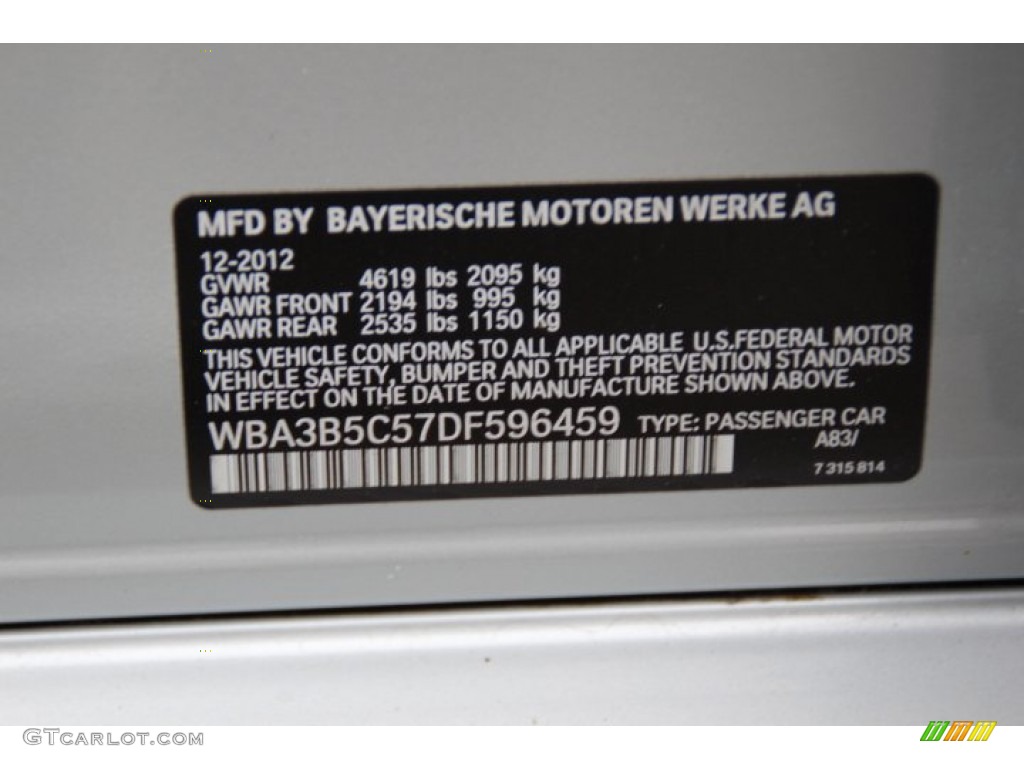 MFD BY BAYERISCHE MOTOREN WERKE AG
12-2012
GVWR 4619 lbs 2095 kg
GAWR FRONT 2194 lbs 995 kg
GAWR REAR 2535 lbs 1150 kg
THIS VEHICLE CONFORMS TO ALL APPLICABLE U.S.FEDERAL MOTOR
VEHICLE SAFETY, BUMPER AND THEFT PREVENTION STANDARDS
IN EFFECT ON THE DATE OF MANUFACTURE SHOWN ABOVE.
WBA3B5C57DF596459 TYPE: PASSENGER CAR
A83/
7 315 814
GTCARLOT.COM